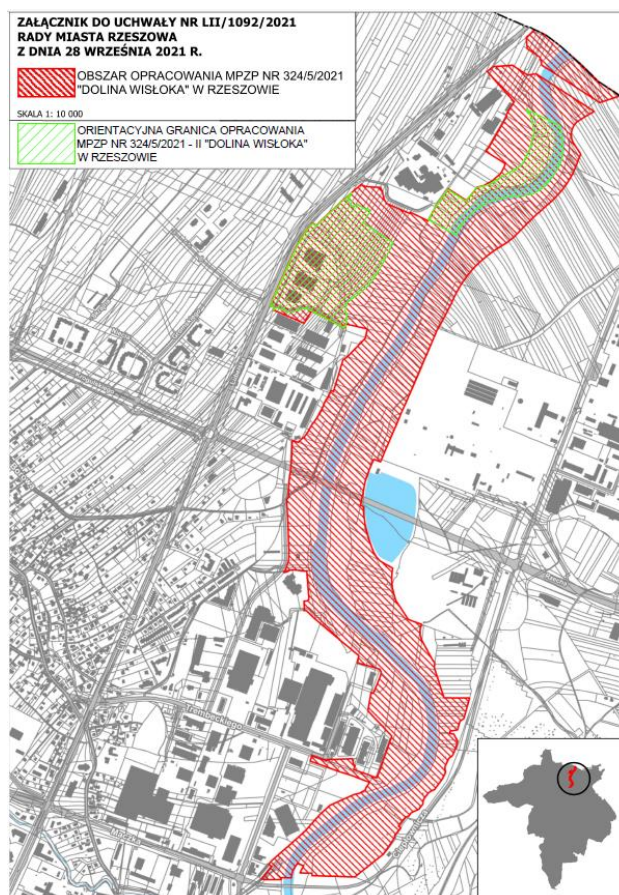 ZAŁĄCZNIK DO UCHWAŁY NR LII/1092/2021
RADY MIASTA RZESZOWA
Z DNIA 28 WRZEŚNIA 2021 R.
OBSZAR OPRACOWANIA MPZP NR 324/5/2021
"DOLINA WISŁOKA" W RZESZOWIE
SKALA 1: 10 000
ORIENTACYJNA GRANICA OPRACOWANIA
MPZP NR 324/5/2021 - II "DOLINA WISŁOKA"
W RZESZOWIE